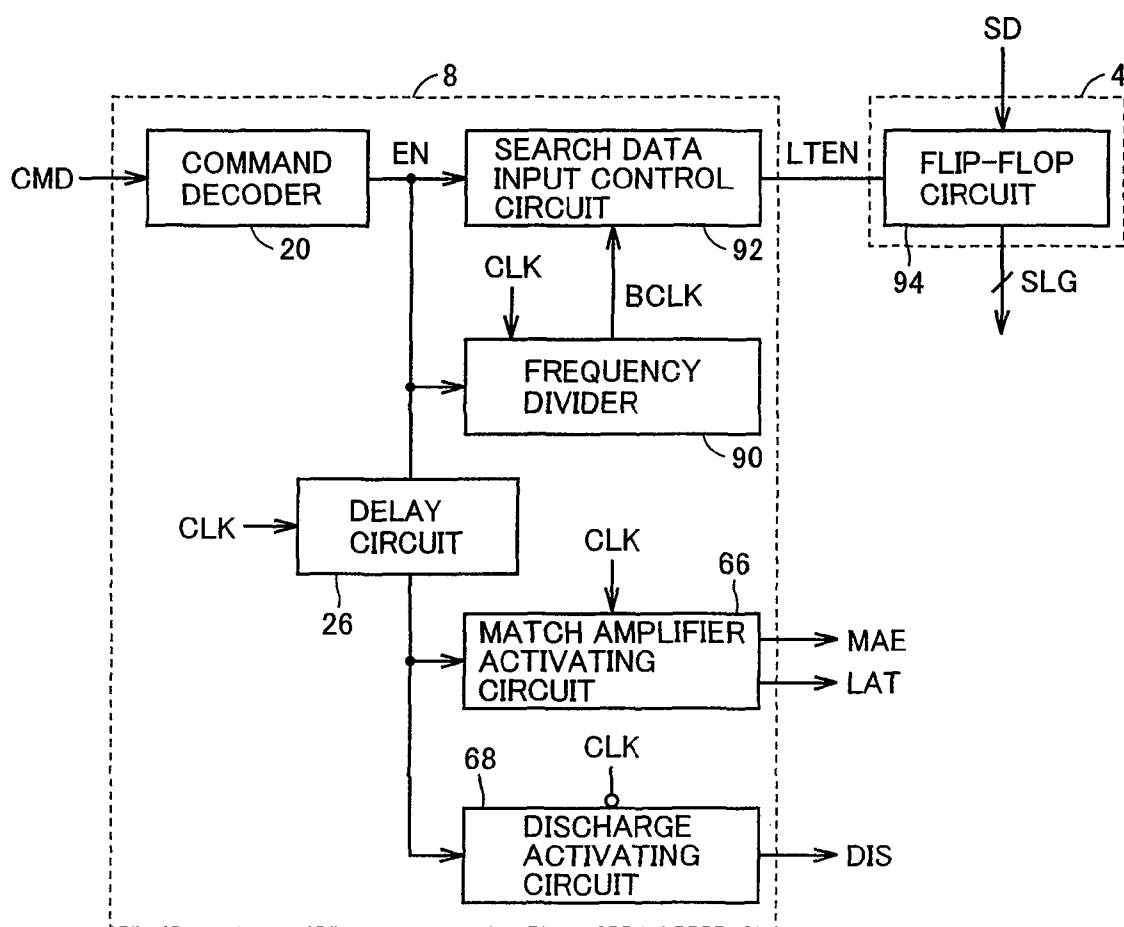 SD
8
4
CMD
COMMAND
DECODER
20
EN
SEARCH DATA
INPUT CONTROL
CIRCUIT
92
LTEN
FLIP-FLOP
CIRCUIT
94
SLG
CLK
BCLK
FREQUENCY
DIVIDER
90
CLK
DELAY
CIRCUIT
26
CLK
66
MATCH AMPLIFIER
ACTIVATING
CIRCUIT
MAE
LAT
68
CLK
DISCHARGE
ACTIVATING
CIRCUIT
DIS